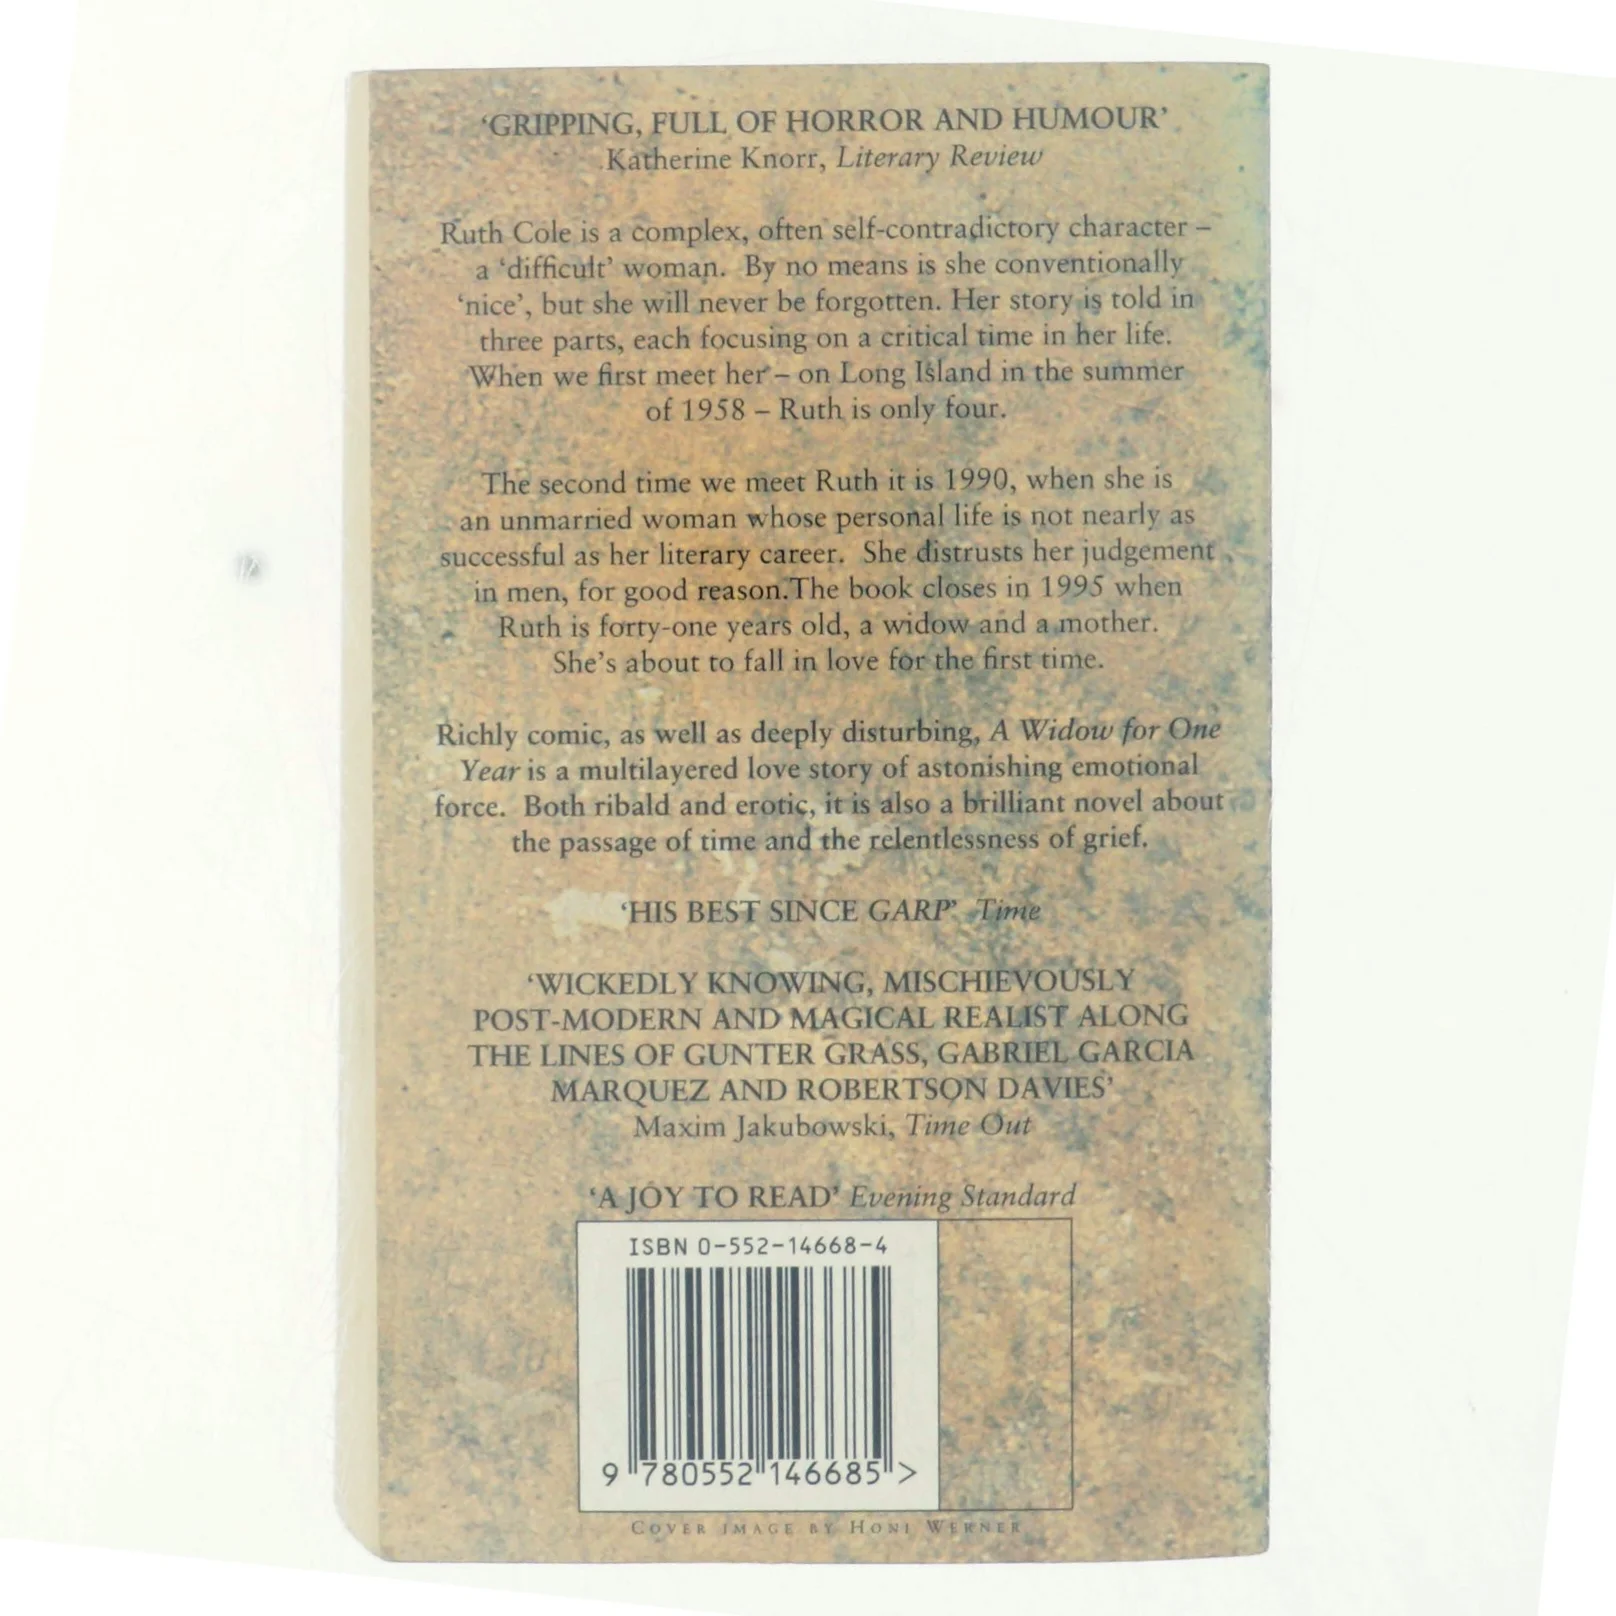 ‘GRIPPING, FULL OF HORROR AND HUMOUR’
Katherine Knorr, Literary Review
Ruth Cole is a complex, often self-contradictory character –
a ‘difficult’ woman. By no means is she conventionally
‘nice’, but she will never be forgotten. Her story is told in
three parts, each focusing on a critical time in her life.
When we first meet her – on Long Island in the summer
of 1958 – Ruth is only four.
The second time we meet Ruth it is 1990, when she is
an unmarried woman whose personal life is not nearly as
successful as her literary career. She distrusts her judgement
in men, for good reason.The book closes in 1995 when
Ruth is forty-one years old, a widow and a mother.
She’s about to fall in love for the first time.
Richly comic, as well as deeply disturbing, A Widow for One
Year is a multilayered love story of astonishing emotional
force. Both ribald and erotic, it is also a brilliant novel about
the passage of time and the relentlessness of grief.
‘HIS BEST SINCE GARP’ Time
‘WICKEDLY KNOWING, MISCHIEVOUSLY
POST-MODERN AND MAGICAL REALIST ALONG
THE LINES OF GUNTER GRASS, GABRIEL GARCIA
MARQUEZ AND ROBERTSON DAVIES’
Maxim Jakubowski, Time Out
‘A JOY TO READ’ Evening Standard
ISBN 0-552-14668-4
9 780552 146685 >
COVER IMAGE BY HONI WERNER